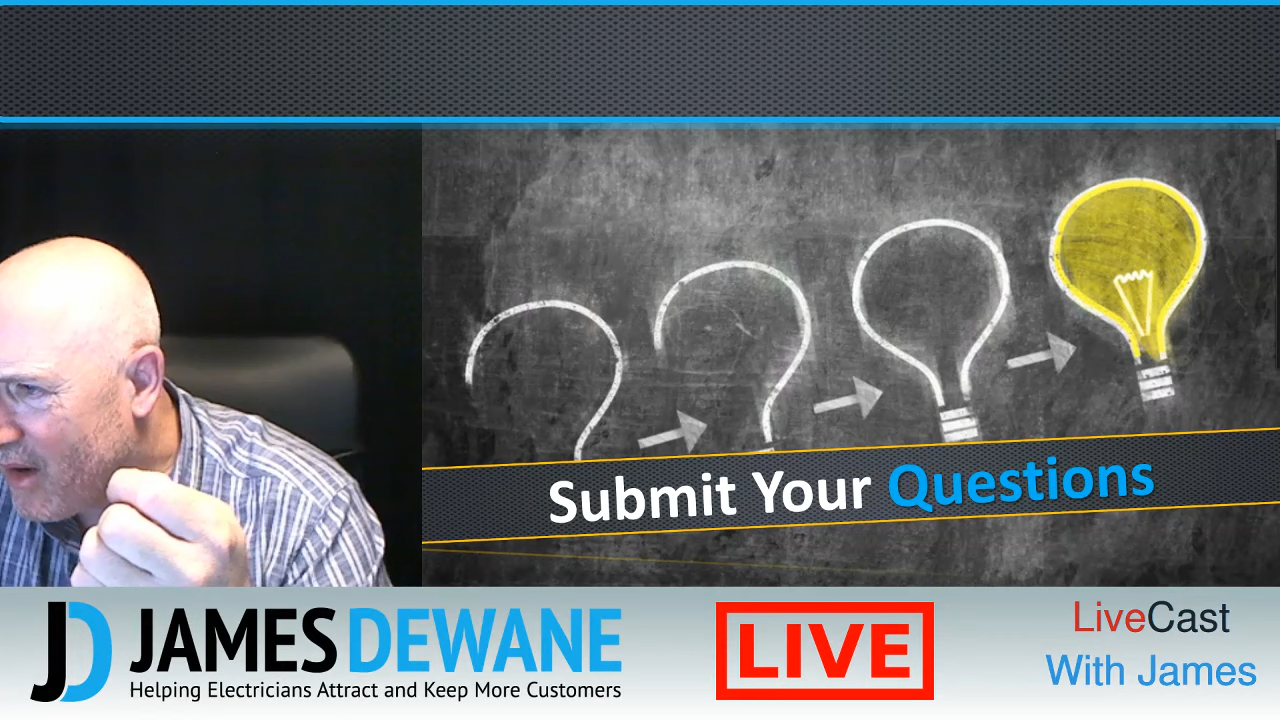 Submit Your Questions
JD JAMES DEWANE
Helping Electricians Attract and Keep More Customers
LIVE
LiveCast
With James